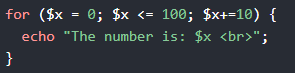 for ($x = 0; $x <= 100; $x+=10) {
  echo "The number is: $x <br>";
}